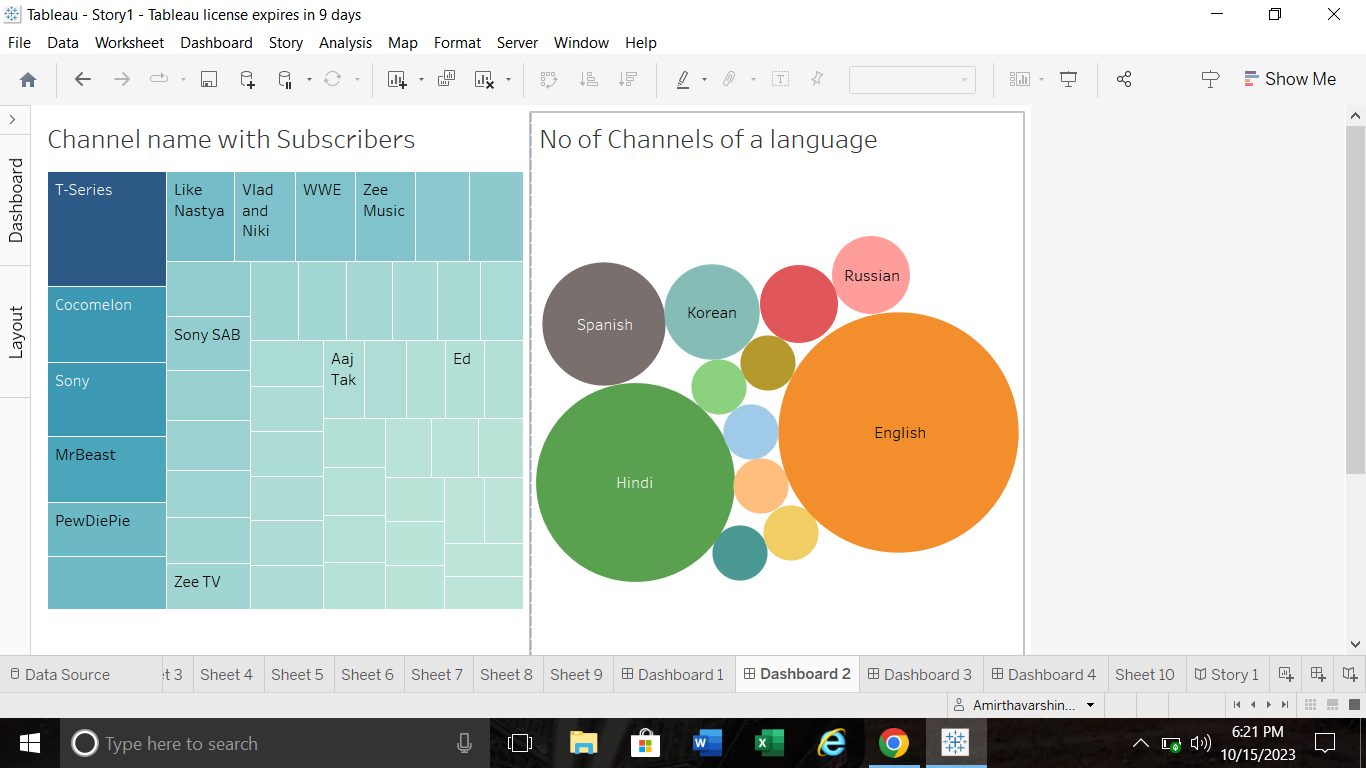 Tableau - Story1 - Tableau license expires in 9 days
File Data Worksheet Dashboard Story Analysis Map Format Server Window Help
Show Me
Dashboard
Layout
Channel name with Subscribers
T-Series
Cocomelon
Sony
MrBeast
PewDiePie
Like
Nastya
Vlad
and
Niki
WWE
Zee
Music
Sony SAB
Aaj
Tak
Ed
Zee TV
No of Channels of a language
Spanish
Korean
Russian
Hindi
English
Data Source
t 3 Sheet 4 Sheet 5 Sheet 6 Sheet 7 Sheet 8 Sheet 9 Dashboard 1 Dashboard 2 Dashboard 3 Dashboard 4 Sheet 10 Story 1
Amirthavarshin...
Type here to search
6:21 PM
10/15/2023